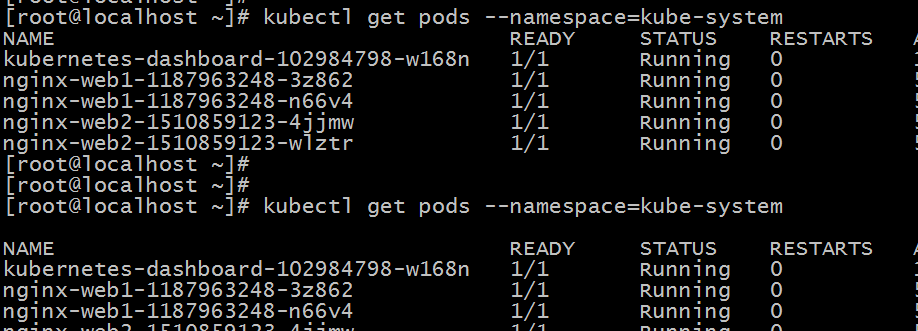 [root@localhost ~]# kubectl get pods --namespace=kube-system
NAME READY STATUS RESTARTS
kubernetes-dashboard-102984798-w168n 1/1 Running 0
nginx-web1-1187963248-3z862 1/1 Running 0
nginx-web1-1187963248-n66v4 1/1 Running 0
nginx-web2-1510859123-4jjmw 1/1 Running 0
nginx-web2-1510859123-wlztr 1/1 Running 0
[root@localhost ~]#
[root@localhost ~]#
[root@localhost ~]# kubectl get pods --namespace=kube-system
NAME READY STATUS RESTARTS
kubernetes-dashboard-102984798-w168n 1/1 Running 0
nginx-web1-1187963248-3z862 1/1 Running 0
nginx-web1-1187963248-n66v4 1/1 Running 0